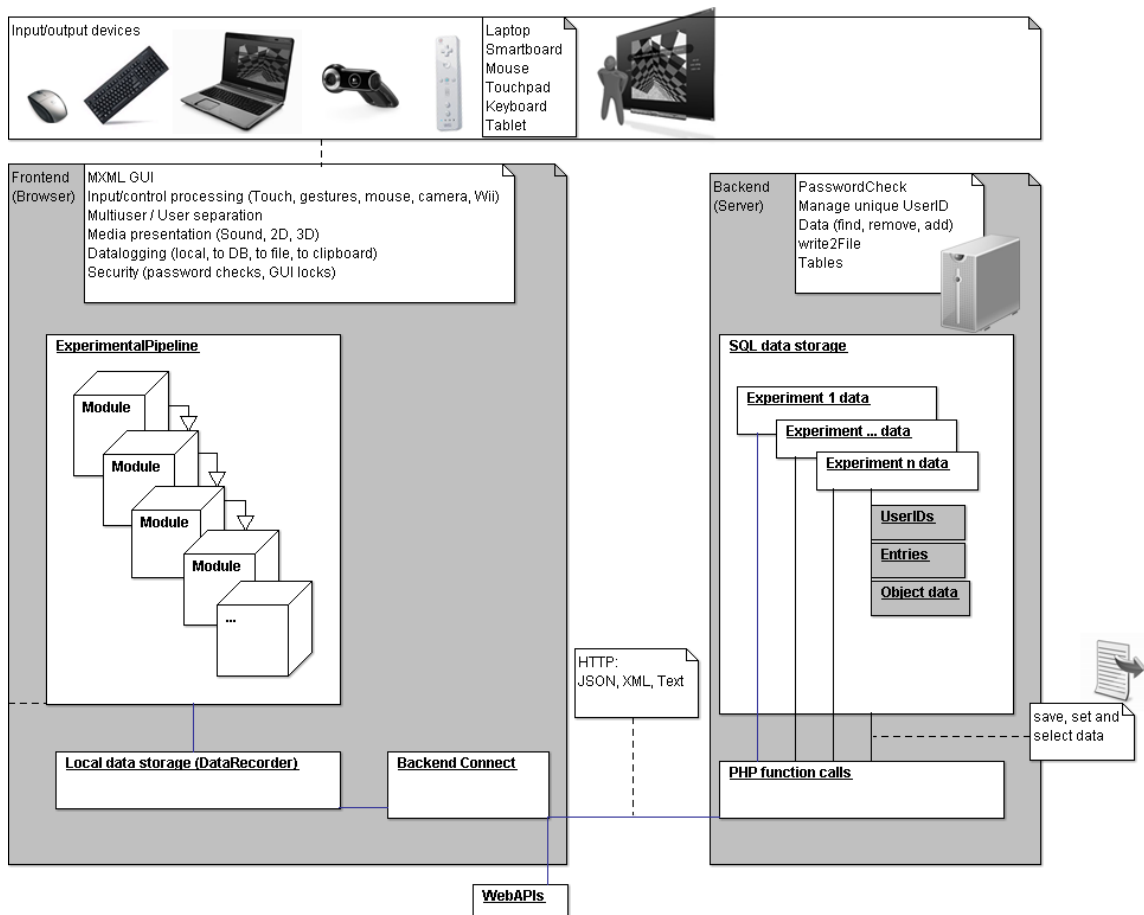 Input/output devices
Laptop
Smartboard
Mouse
Touchpad
Keyboard
Tablet
Frontend
(Browser)
MXML GUI
Input/control processing (Touch, gestures, mouse, camera, Wii)
Multiuser / User separation
Media presentation (Sound, 2D, 3D)
Datalogging (local, to DB, to file, to clipboard)
Security (password checks, GUI locks)
Backend
(Server)
PasswordCheck
Manage unique UserID
Data (find, remove, add)
write2File
Tables
ExperimentalPipeline
Module
Module
Module
Module
...
SQL data storage
Experiment 1 data
Experiment ... data
Experiment n data
UserIDs
Entries
Object data
HTTP:
JSON, XML, Text
save, set and
select data
Local data storage (DataRecorder)
Backend Connect
PHP function calls
WebAPIs